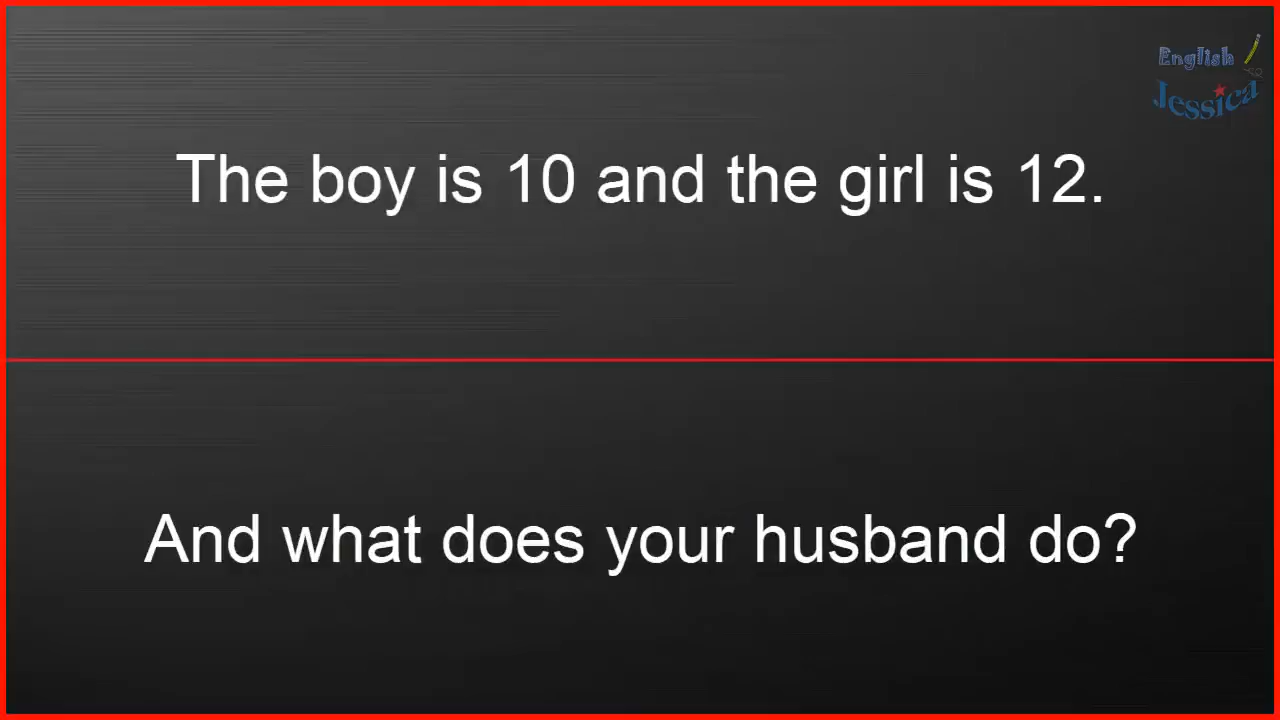 English
Jessica
The boy is 10 and the girl is 12.
And what does your husband do?